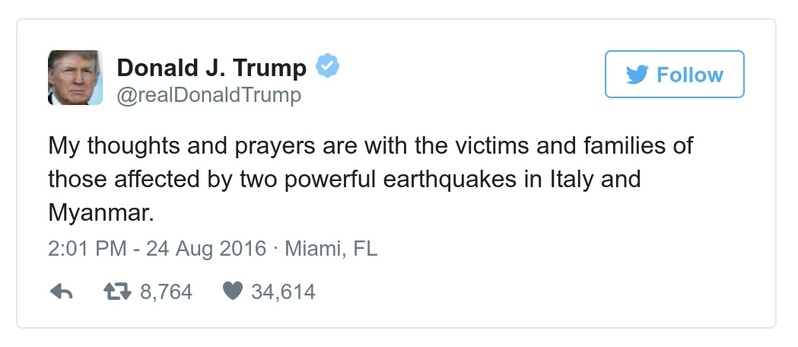 Donald J. Trump
@realDonaldTrump
Follow
My thoughts and prayers are with the victims and families of
those affected by two powerful earthquakes in Italy and
Myanmar.
2:01 PM - 24 Aug 2016 · Miami, FL
8,764 34,614